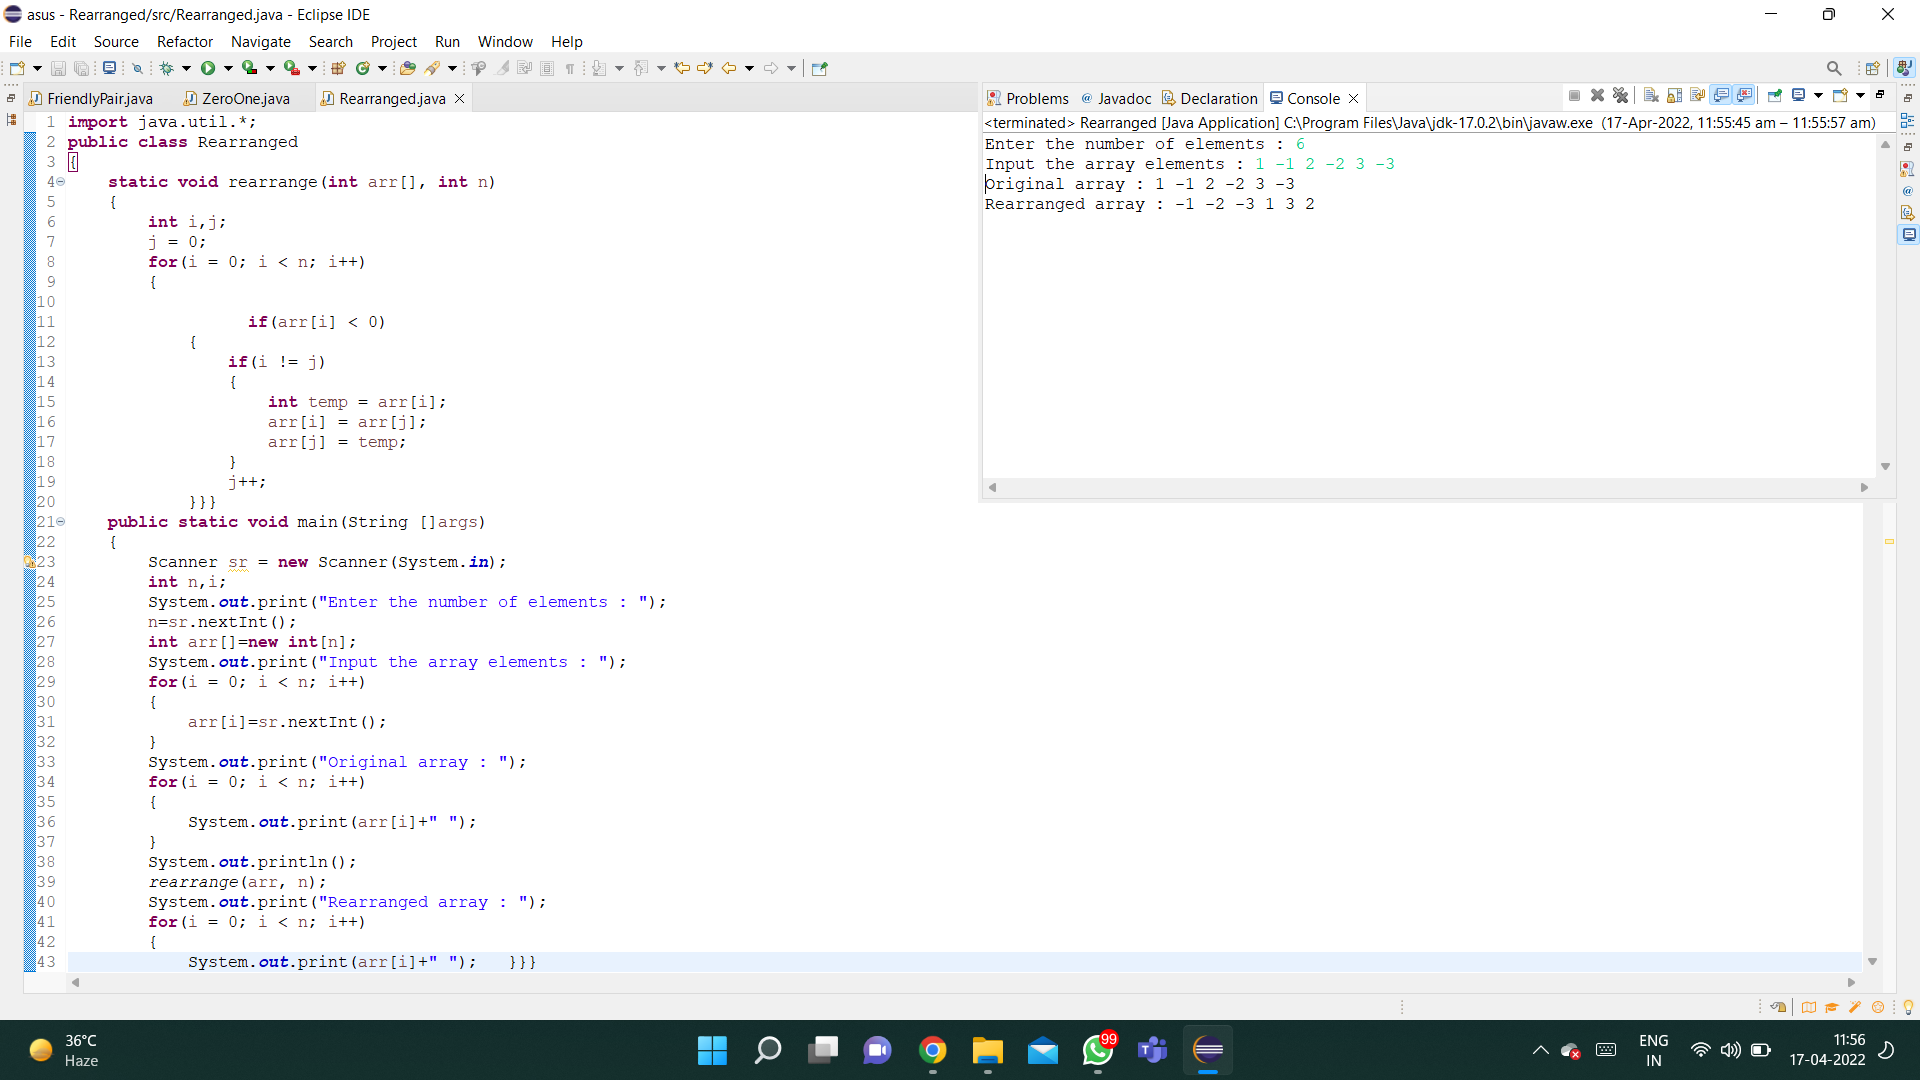 asus - Rearranged/src/Rearranged.java - Eclipse IDE
File Edit Source Refactor Navigate Search Project Run Window Help
FriendlyPair.java ZeroOne.java Rearranged.java
1 import java.util.*;
2 public class Rearranged
3 {
4 static void rearrange(int arr[], int n)
5 {
6 int i,j;
7 j = 0;
8 for(i = 0; i < n; i++)
9 {
10
11 if(arr[i] < 0)
12 {
13 if(i != j)
14 {
15 int temp = arr[i];
16 arr[i] = arr[j];
17 arr[j] = temp;
18 }
19 j++;
20 }}}
21 public static void main(String []args)
22 {
23 Scanner sr = new Scanner(System.in);
24 int n,i;
25 System.out.print("Enter the number of elements : ");
26 n=sr.nextInt();
27 int arr[]=new int[n];
28 System.out.print("Input the array elements : ");
29 for(i = 0; i < n; i++)
30 {
31 arr[i]=sr.nextInt();
32 }
33 System.out.print("Original array : ");
34 for(i = 0; i < n; i++)
35 {
36 System.out.print(arr[i]+" ");
37 }
38 System.out.println();
39 rearrange(arr, n);
40 System.out.print("Rearranged array : ");
41 for(i = 0; i < n; i++)
42 {
43 System.out.print(arr[i]+" "); }}}
Problems @ Javadoc Declaration Console
<terminated> Rearranged [Java Application] C:\Program Files\Java\jdk-17.0.2\bin\javaw.exe (17-Apr-2022, 11:55:45 am – 11:55:57 am)
Enter the number of elements : 6
Input the array elements : 1 -1 2 -2 3 -3
Original array : 1 -1 2 -2 3 -3
Rearranged array : -1 -2 -3 1 3 2
36°C
Haze
99
ENG
IN
11:56
17-04-2022